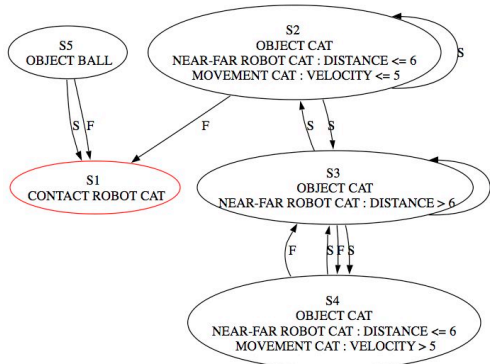 S5
OBJECT BALL
S2
OBJECT CAT
NEAR-FAR ROBOT CAT : DISTANCE <= 6
MOVEMENT CAT : VELOCITY <= 5
S
S
F
F
S
S
S1
CONTACT ROBOT CAT
S3
OBJECT CAT
NEAR-FAR ROBOT CAT : DISTANCE > 6
F
S
F
S
S4
OBJECT CAT
NEAR-FAR ROBOT CAT : DISTANCE <= 6
MOVEMENT CAT : VELOCITY > 5